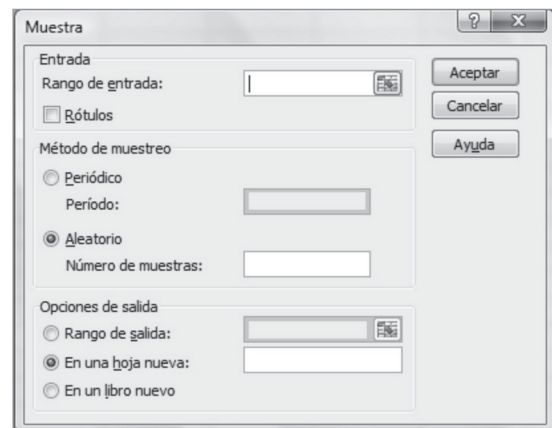 Muestra
Entrada
Rango de entrada:
Rótulos
Aceptar
Cancelar
Ayuda
Método de muestreo
Periódico
Período:
Aleatorio
Número de muestras:
Opciones de salida
Rango de salida:
En una hoja nueva:
En un libro nuevo